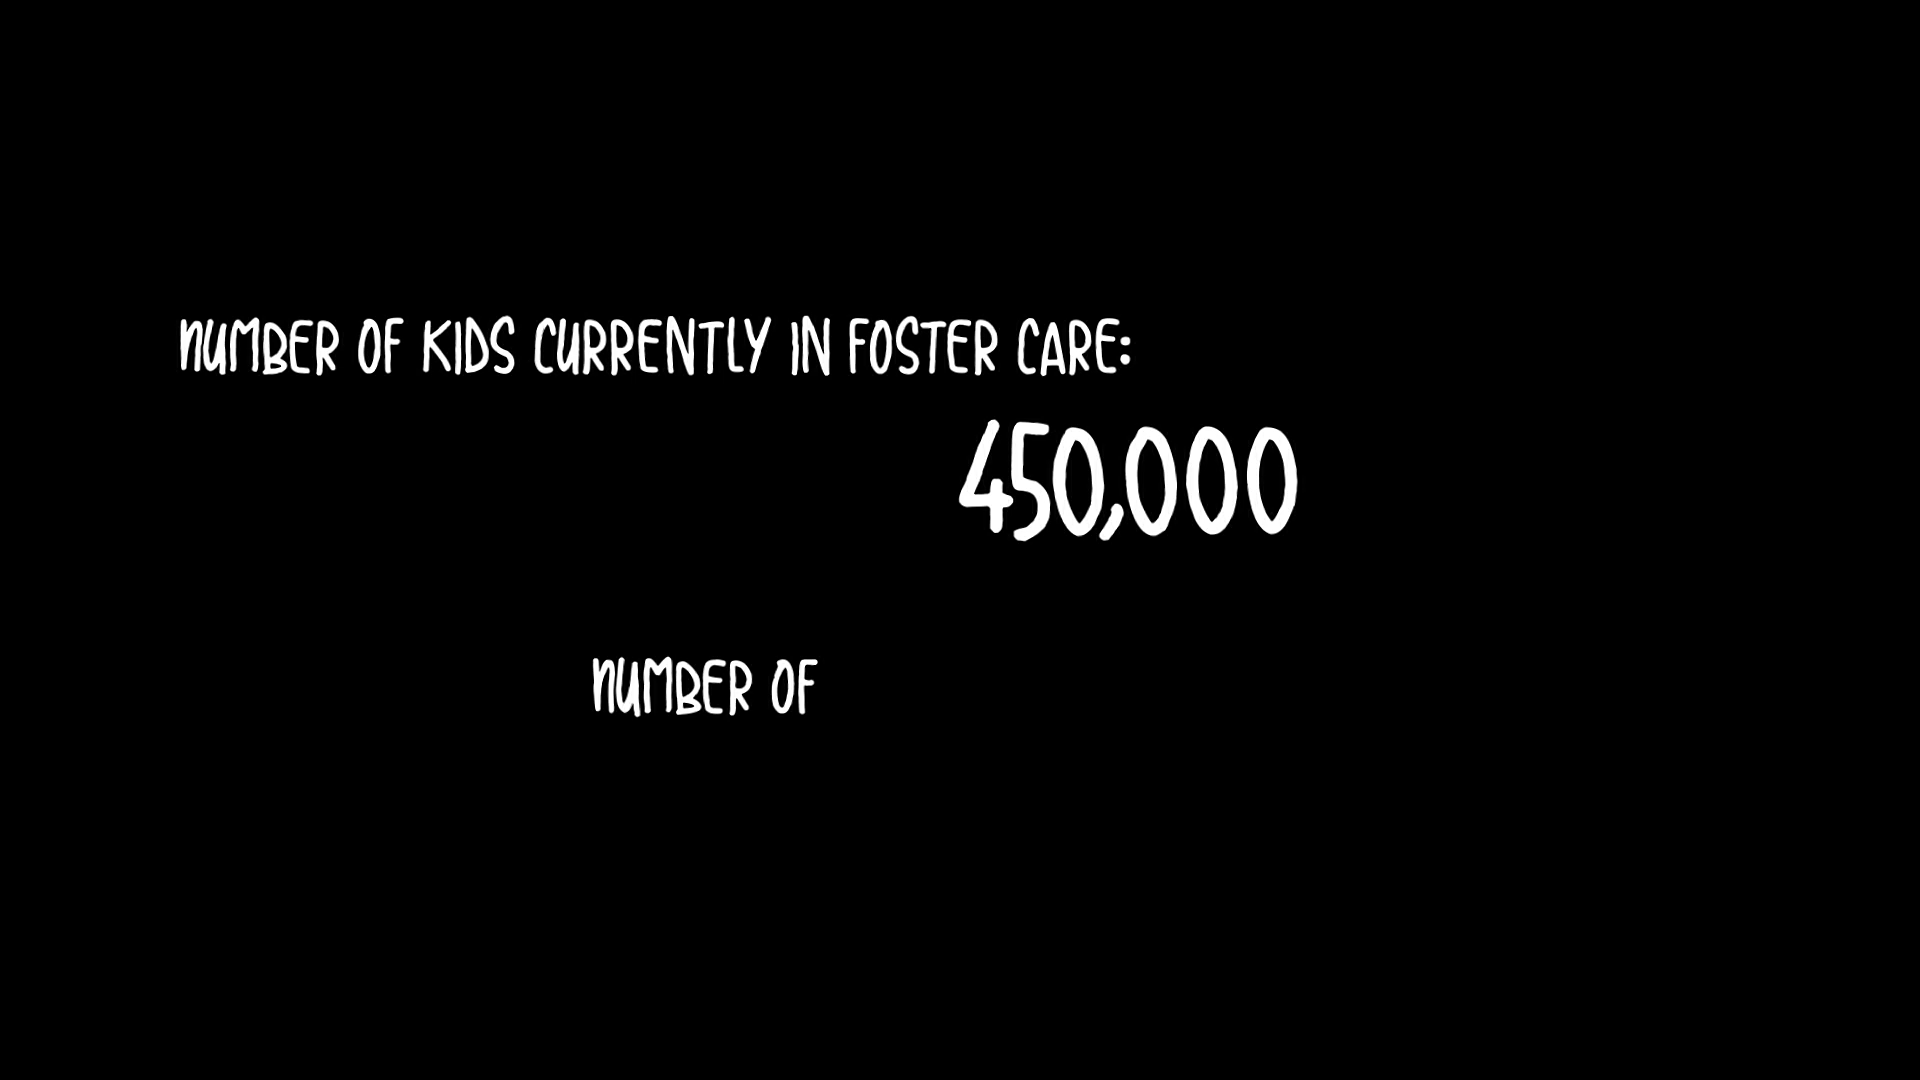 NUMBER OF KIDS CURRENTLY IN FOSTER CARE:
450,000
NUMBER OF